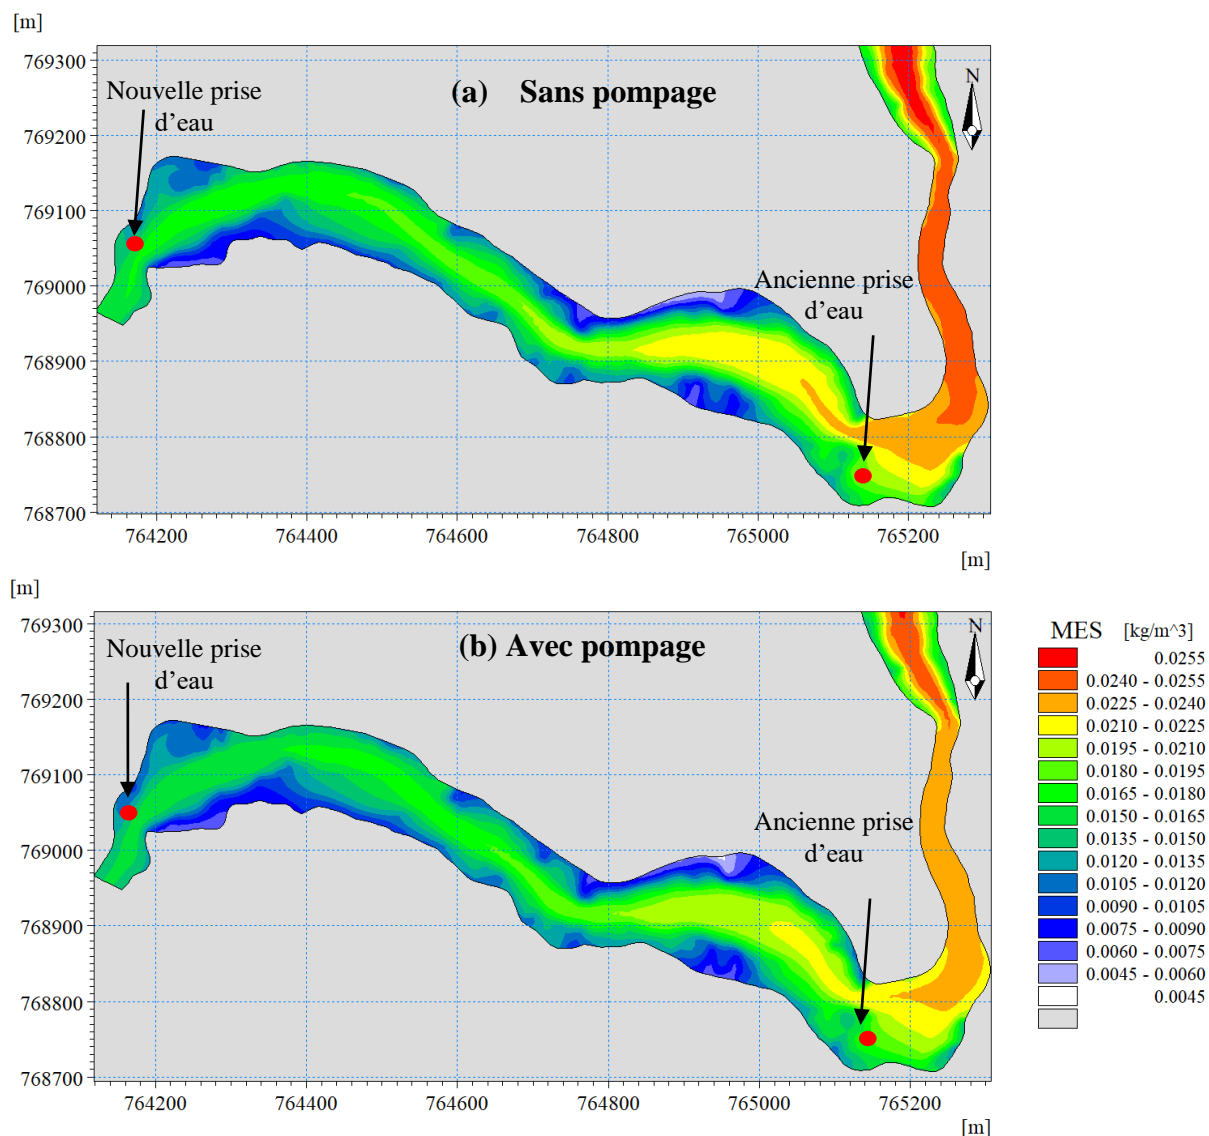 [m]
769300
769200
769100
769000
768900
768800
768700
Nouvelle prise
d’eau
(a) Sans pompage
N
Ancienne prise
d’eau
764200 764400 764600 764800 765000 765200
[m]
[m]
769300
769200
769100
769000
768900
768800
768700
Nouvelle prise
d’eau
(b) Avec pompage
N
Ancienne prise
d’eau
764200 764400 764600 764800 765000 765200
[m]
MES [kg/m^3]
0.0255
0.0240 - 0.0255
0.0225 - 0.0240
0.0210 - 0.0225
0.0195 - 0.0210
0.0180 - 0.0195
0.0165 - 0.0180
0.0150 - 0.0165
0.0135 - 0.0150
0.0120 - 0.0135
0.0105 - 0.0120
0.0090 - 0.0105
0.0075 - 0.0090
0.0060 - 0.0075
0.0045 - 0.0060
0.0045